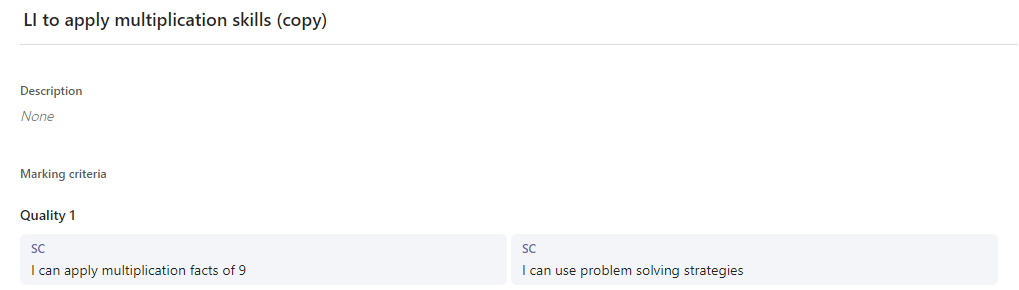 LI to apply multiplication skills (copy)
Description
None
Marking criteria
Quality 1
SC
I can apply multiplication facts of 9
SC
I can use problem solving strategies